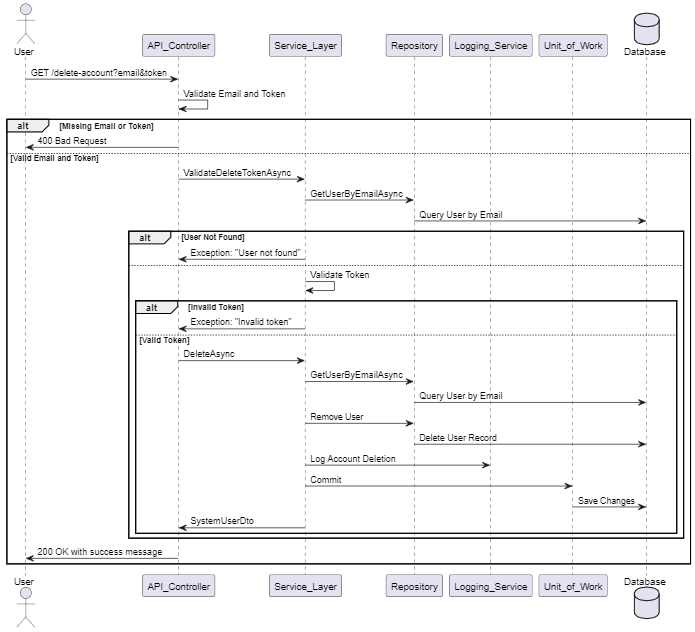 User
API_Controller
Service_Layer
Repository
Logging_Service
Unit_of_Work
Database
GET /delete-account?email&token
Validate Email and Token
alt
[Missing Email or Token]
400 Bad Request
[Valid Email and Token]
ValidateDeleteTokenAsync
GetUserByEmailAsync
Query User by Email
alt
[User Not Found]
Exception: "User not found"
Validate Token
alt
[Invalid Token]
Exception: "Invalid token"
[Valid Token]
DeleteAsync
GetUserByEmailAsync
Query User by Email
Remove User
Delete User Record
Log Account Deletion
Commit
Save Changes
SystemUserDto
200 OK with success message
User
API_Controller
Service_Layer
Repository
Logging_Service
Unit_of_Work
Database